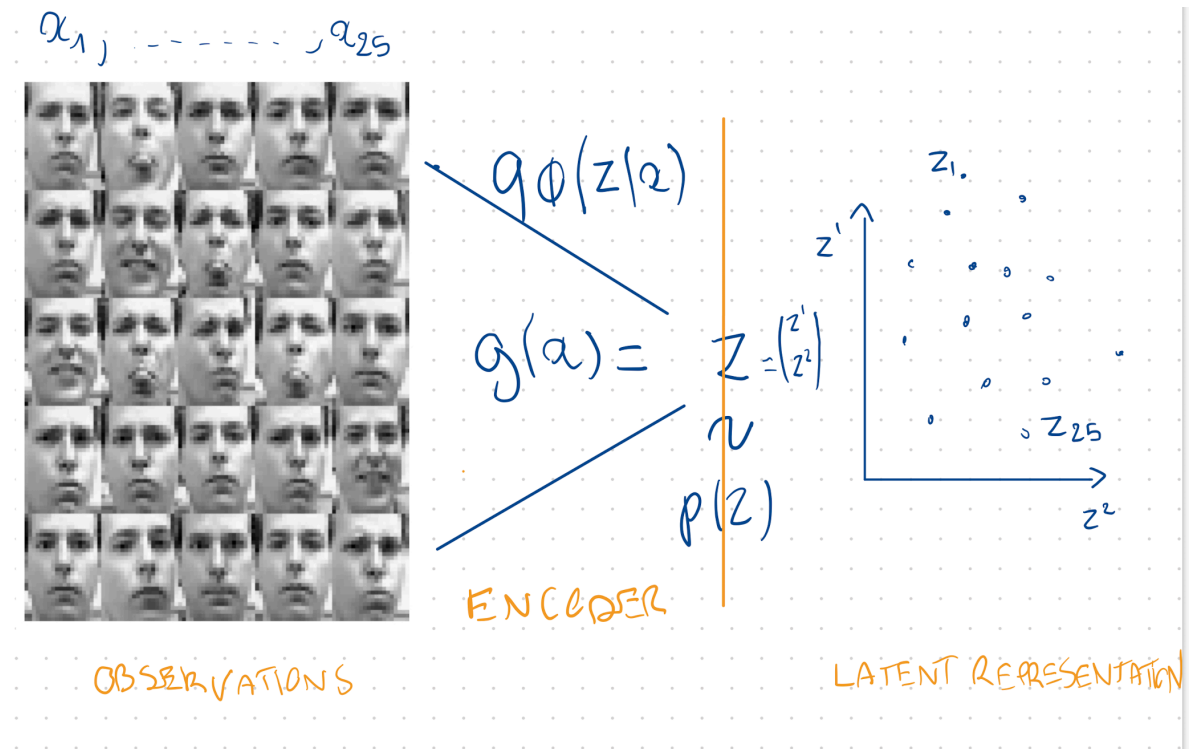 x₁, - - - - - - - , x₂₅
qφ(z|x)
g(x) = z = (z¹ z²)
~
p(z)
z₁.
z¹
z₂₅
z²
ENCODER
OBSERVATIONS
LATENT REPRESENTATION